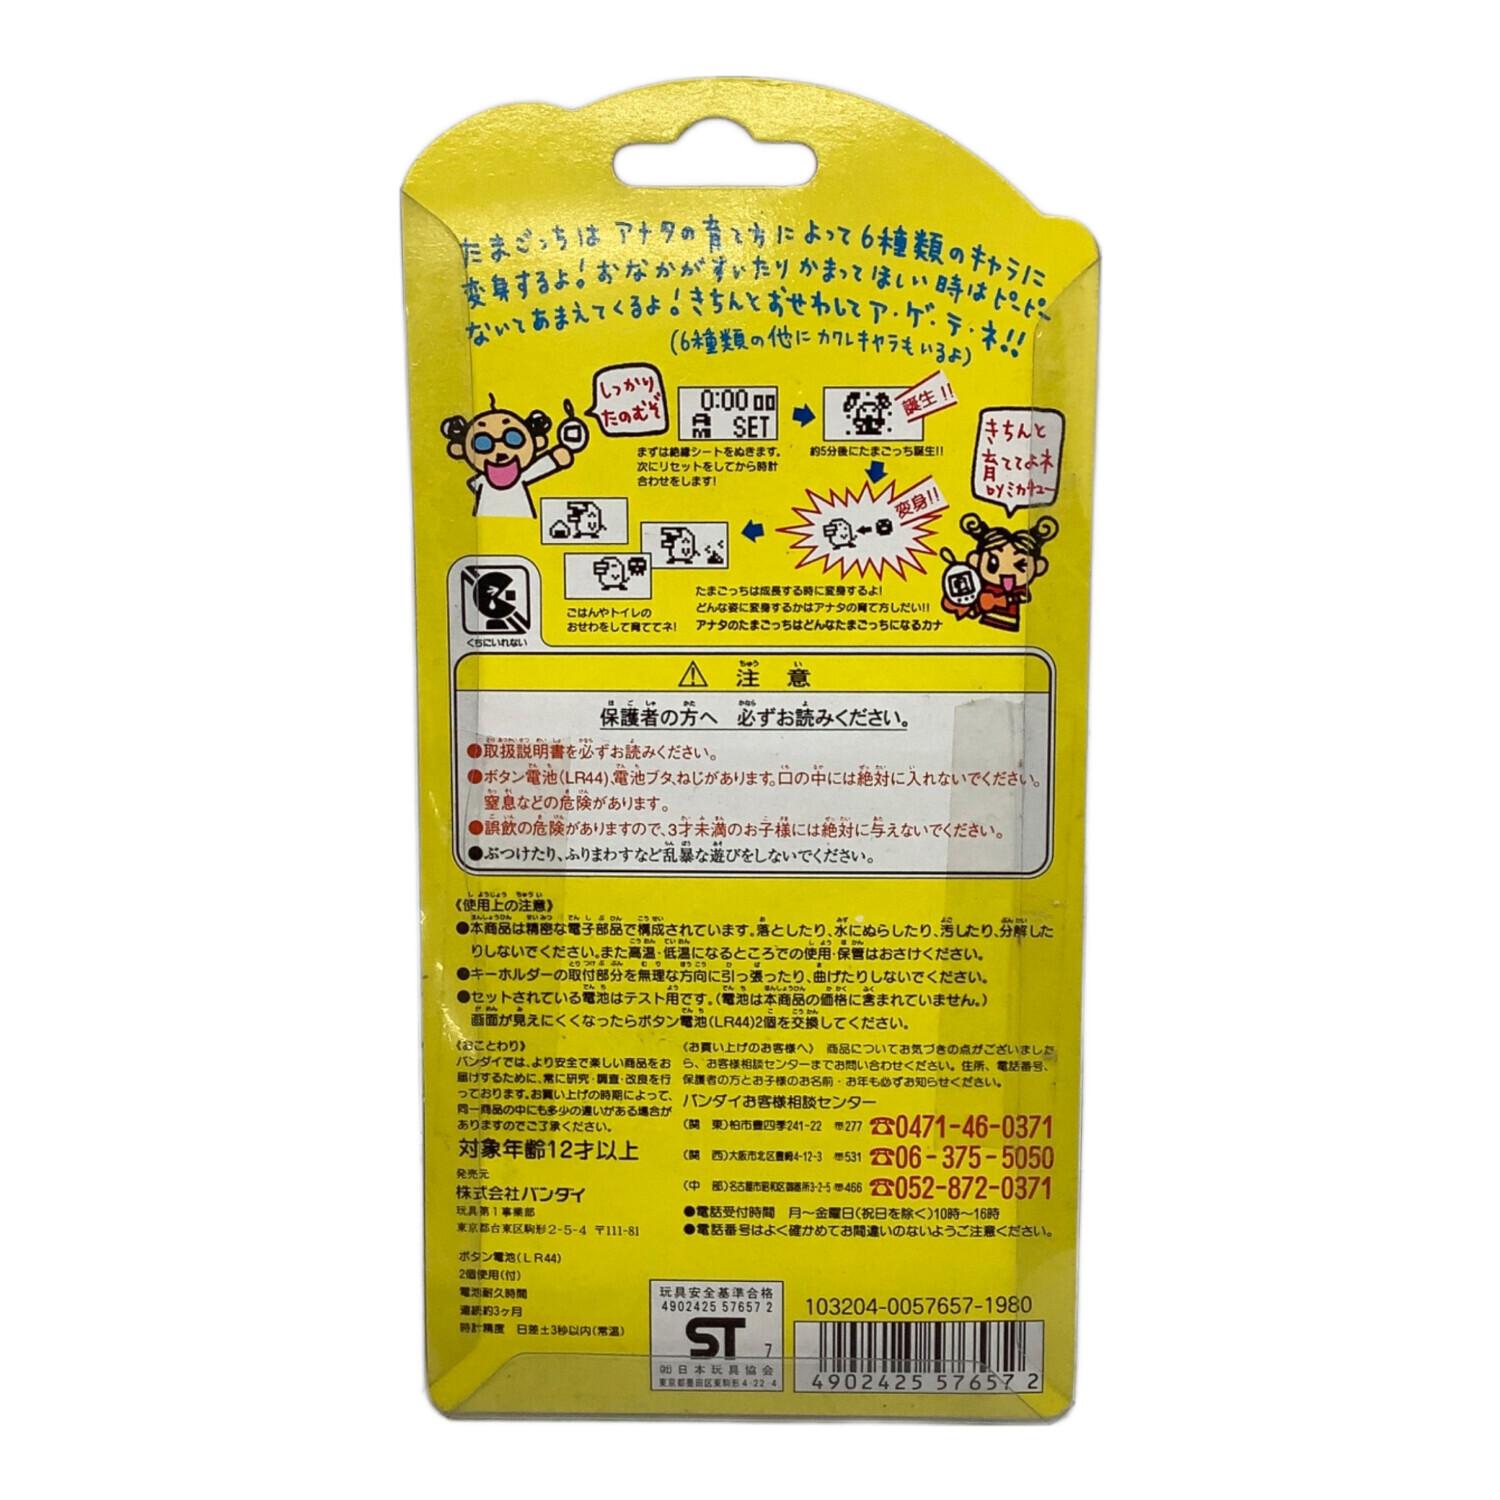 たまごっちは アナタの育て方によって6種類のキャラに
変身するよ!おなかがすいたり かまってほしい時はピーピー
ないてあまえてくるよ!きちんとおせわしてア・ゲ・テ・ネ!!
(6種類の他にカクレキャラもいるよ)
しっかり
たのむぞ
0:00 00
AM SET
誕生!!
まずは絶縁シートをぬきます。
次にリセットをしてから時計
合わせをします!
約5分後にたまごっち誕生!!
きちんと
育ててよネ
byミカチュー
変身!!
ごはんやトイレの
おせわをして育ててネ!
たまごっちは成長する時に変身するよ!
どんな姿に変身するかはアナタの育て方しだい!!
アナタのたまごっちはどんなたまごっちになるカナ
くちにいれない
⚠ 注意
保護者の方へ 必ずお読みください。
●取扱説明書を必ずお読みください。
●ボタン電池(LR44)、電池ブタ、ねじがあります。口の中には絶対に入れないでください。
窒息などの危険があります。
●誤飲の危険がありますので、3才未満のお子様には絶対に与えないでください。
●ぶつけたり、ふりまわすなど乱暴な遊びをしないでください。
《使用上の注意》
●本商品は精密な電子部品で構成されています。落としたり、水にぬらしたり、汚したり、分解した
りしないでください。また高温・低温になるところでの使用・保管はおさけください。
●キーホルダーの取付部分を無理な方向に引っ張ったり、曲げたりしないでください。
●セットされている電池はテスト用です。(電池は本商品の価格に含まれていません。)
画面が見えにくくなったらボタン電池(LR44)2個を交換してください。
《おことわり》
バンダイでは、より安全で楽しい商品をお
届けするために、常に研究・調査・改良を行
っております。お買い上げの時期によって、
同一商品の中にも多少の違いがある場合が
ありますのでご了承ください。
対象年齢12才以上
発売元
株式会社バンダイ
玩具第1事業部
東京都台東区駒形2-5-4 〒111-81
《お買い上げのお客様へ》 商品についてお気づきの点がございました
ら、お客様相談センターまでお問い合わせください。住所、電話番号、
保護者の方とお子様のお名前・お年も必ずお知らせください。
バンダイお客様相談センター
(関 東)柏市豊四季241-22 〒277 ☎0471-46-0371
(関 西)大阪市北区豊崎4-12-3 〒531 ☎06-375-5050
(中 部)名古屋市昭和区御器所3-2-5 〒466 ☎052-872-0371
●電話受付時間 月〜金曜日(祝日を除く)10時〜16時
●電話番号はよく確かめてお間違いのないようご注意ください。
ボタン電池(LR44)
2個使用(付)
電池耐久時間
連続約3ヶ月
時計精度 日差±3秒以内(常温)
玩具安全基準合格
4902425 57657 2
ST 7
(社)日本玩具協会
東京都墨田区東駒形4-22-4
103204-0057657-1980
4902425 576572